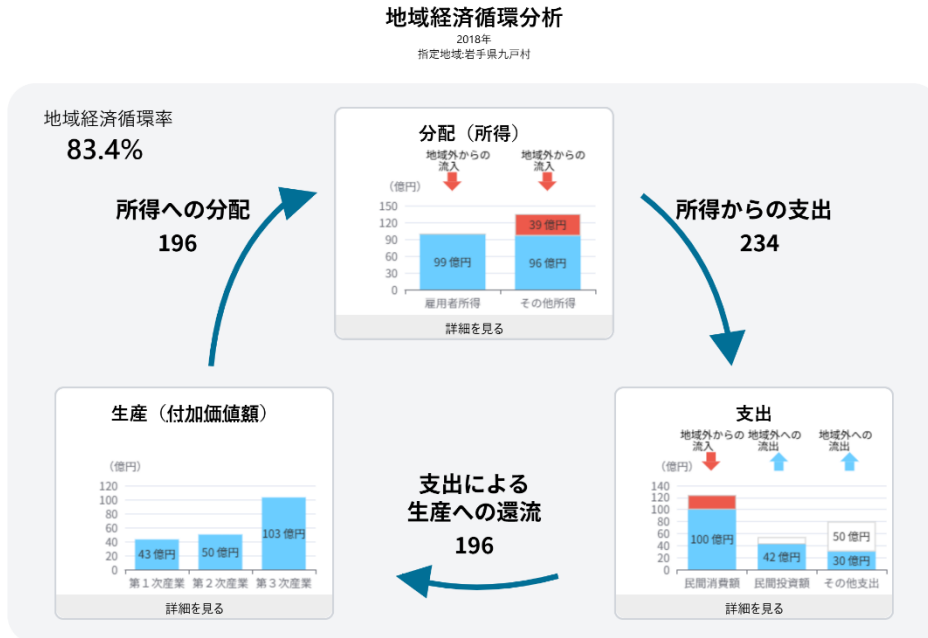 地域経済循環分析
2018年
指定地域:岩手県九戸村
地域経済循環率
83.4%
所得への分配
196
分配（所得）
地域外からの
流入
地域外からの
流入
（億円）
150
120
90
60
30
0
99 億円
39 億円
96 億円
雇用者所得
その他所得
詳細を見る
所得からの支出
234
生産（付加価値額）
（億円）
120
100
80
60
40
20
0
43 億円
50 億円
103 億円
第１次産業
第２次産業
第３次産業
詳細を見る
支出による
生産への還流
196
支出
地域外からの
流入
地域外への
流出
地域外への
流出
（億円）
140
120
100
80
60
40
20
0
100 億円
42 億円
50 億円
30 億円
民間消費額
民間投資額
その他支出
詳細を見る